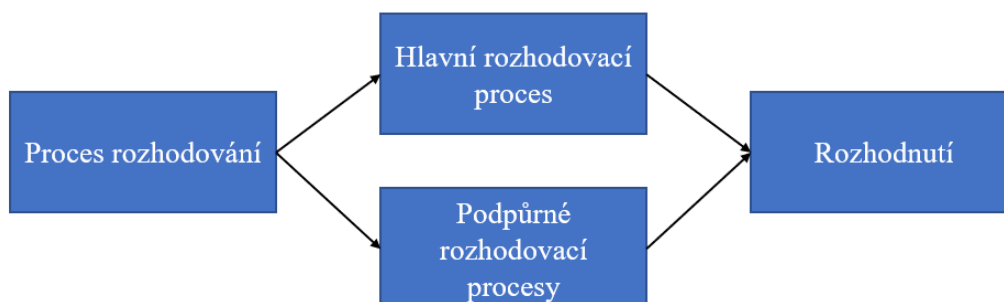 Hlavní rozhodovací
proces
Proces rozhodování
Rozhodnutí
Podpůrné
rozhodovací
procesy